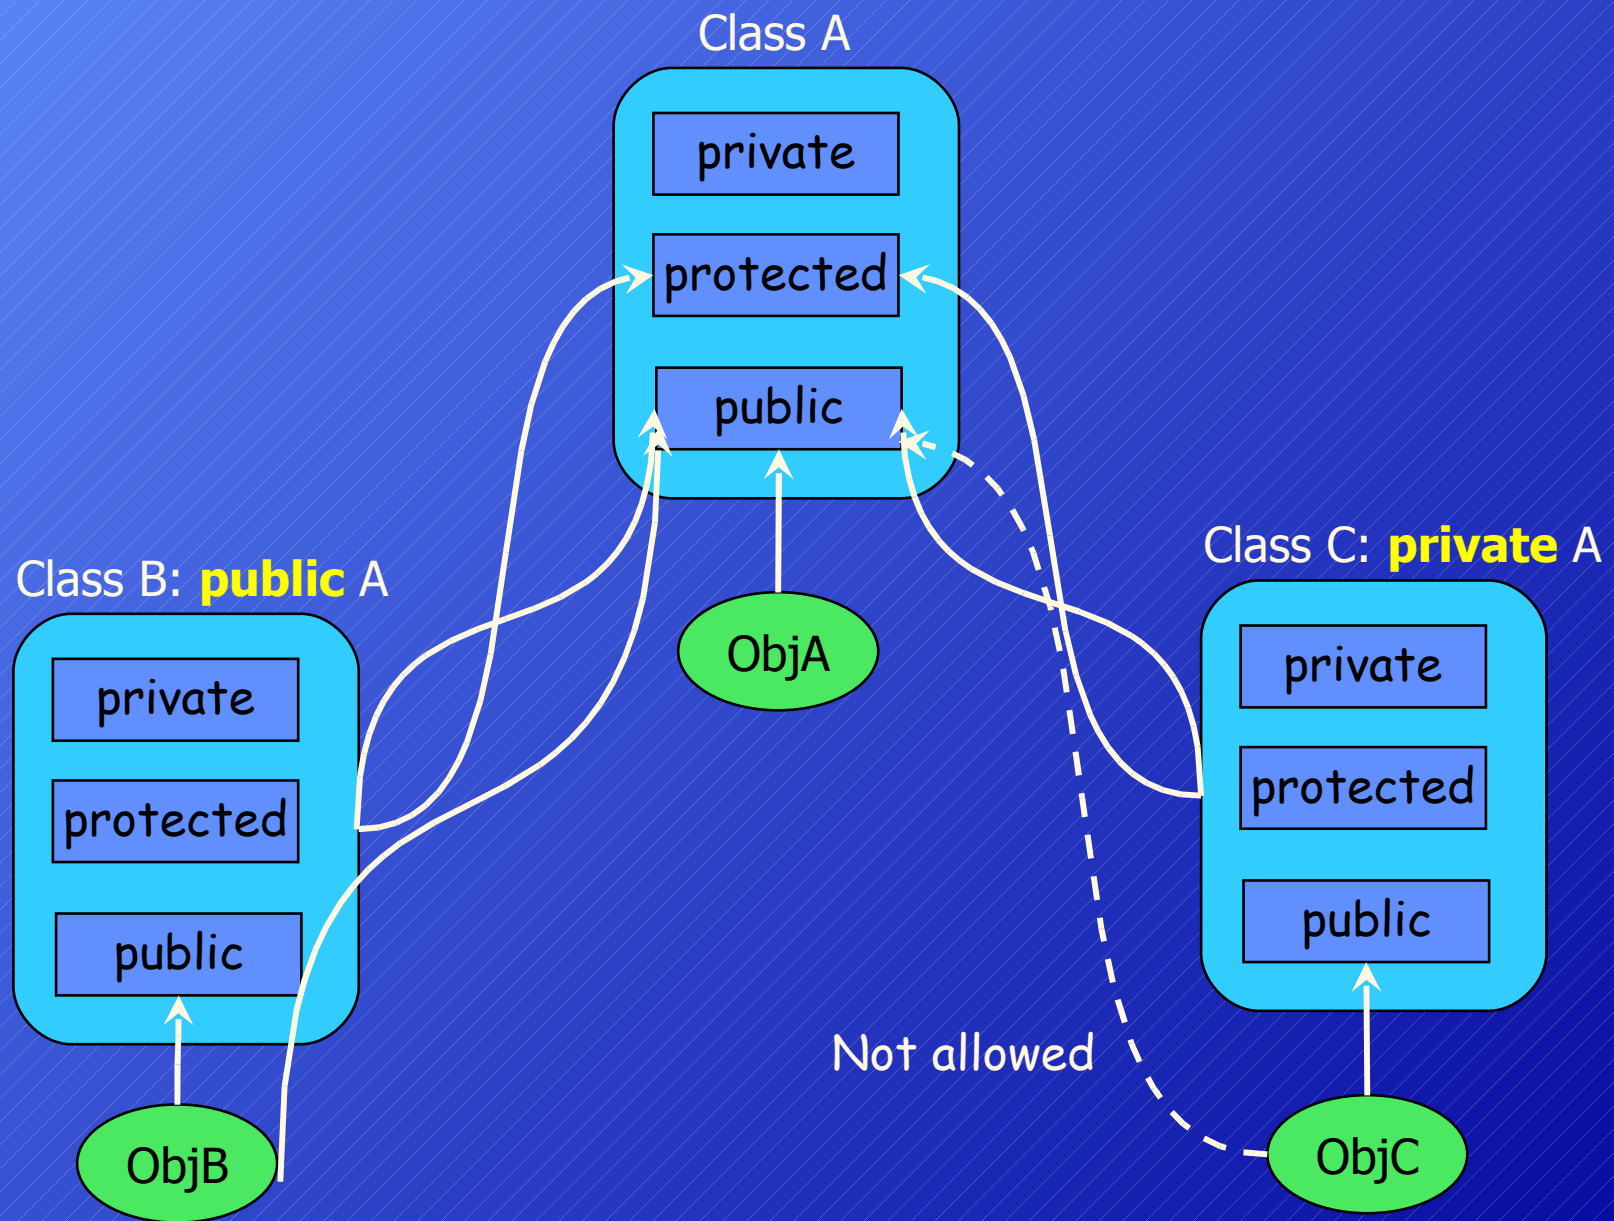 Class A
private
protected
public
Class B: public A
private
protected
public
ObjA
Class C: private A
private
protected
public
Not allowed
ObjB
ObjC